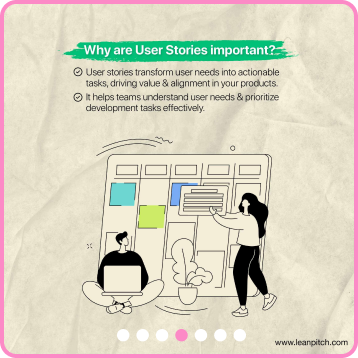 Why are User Stories important?
User stories transform user needs into actionable
tasks, driving value & alignment in your products.
It helps teams understand user needs & prioritize
development tasks effectively.
www.leanpitch.com